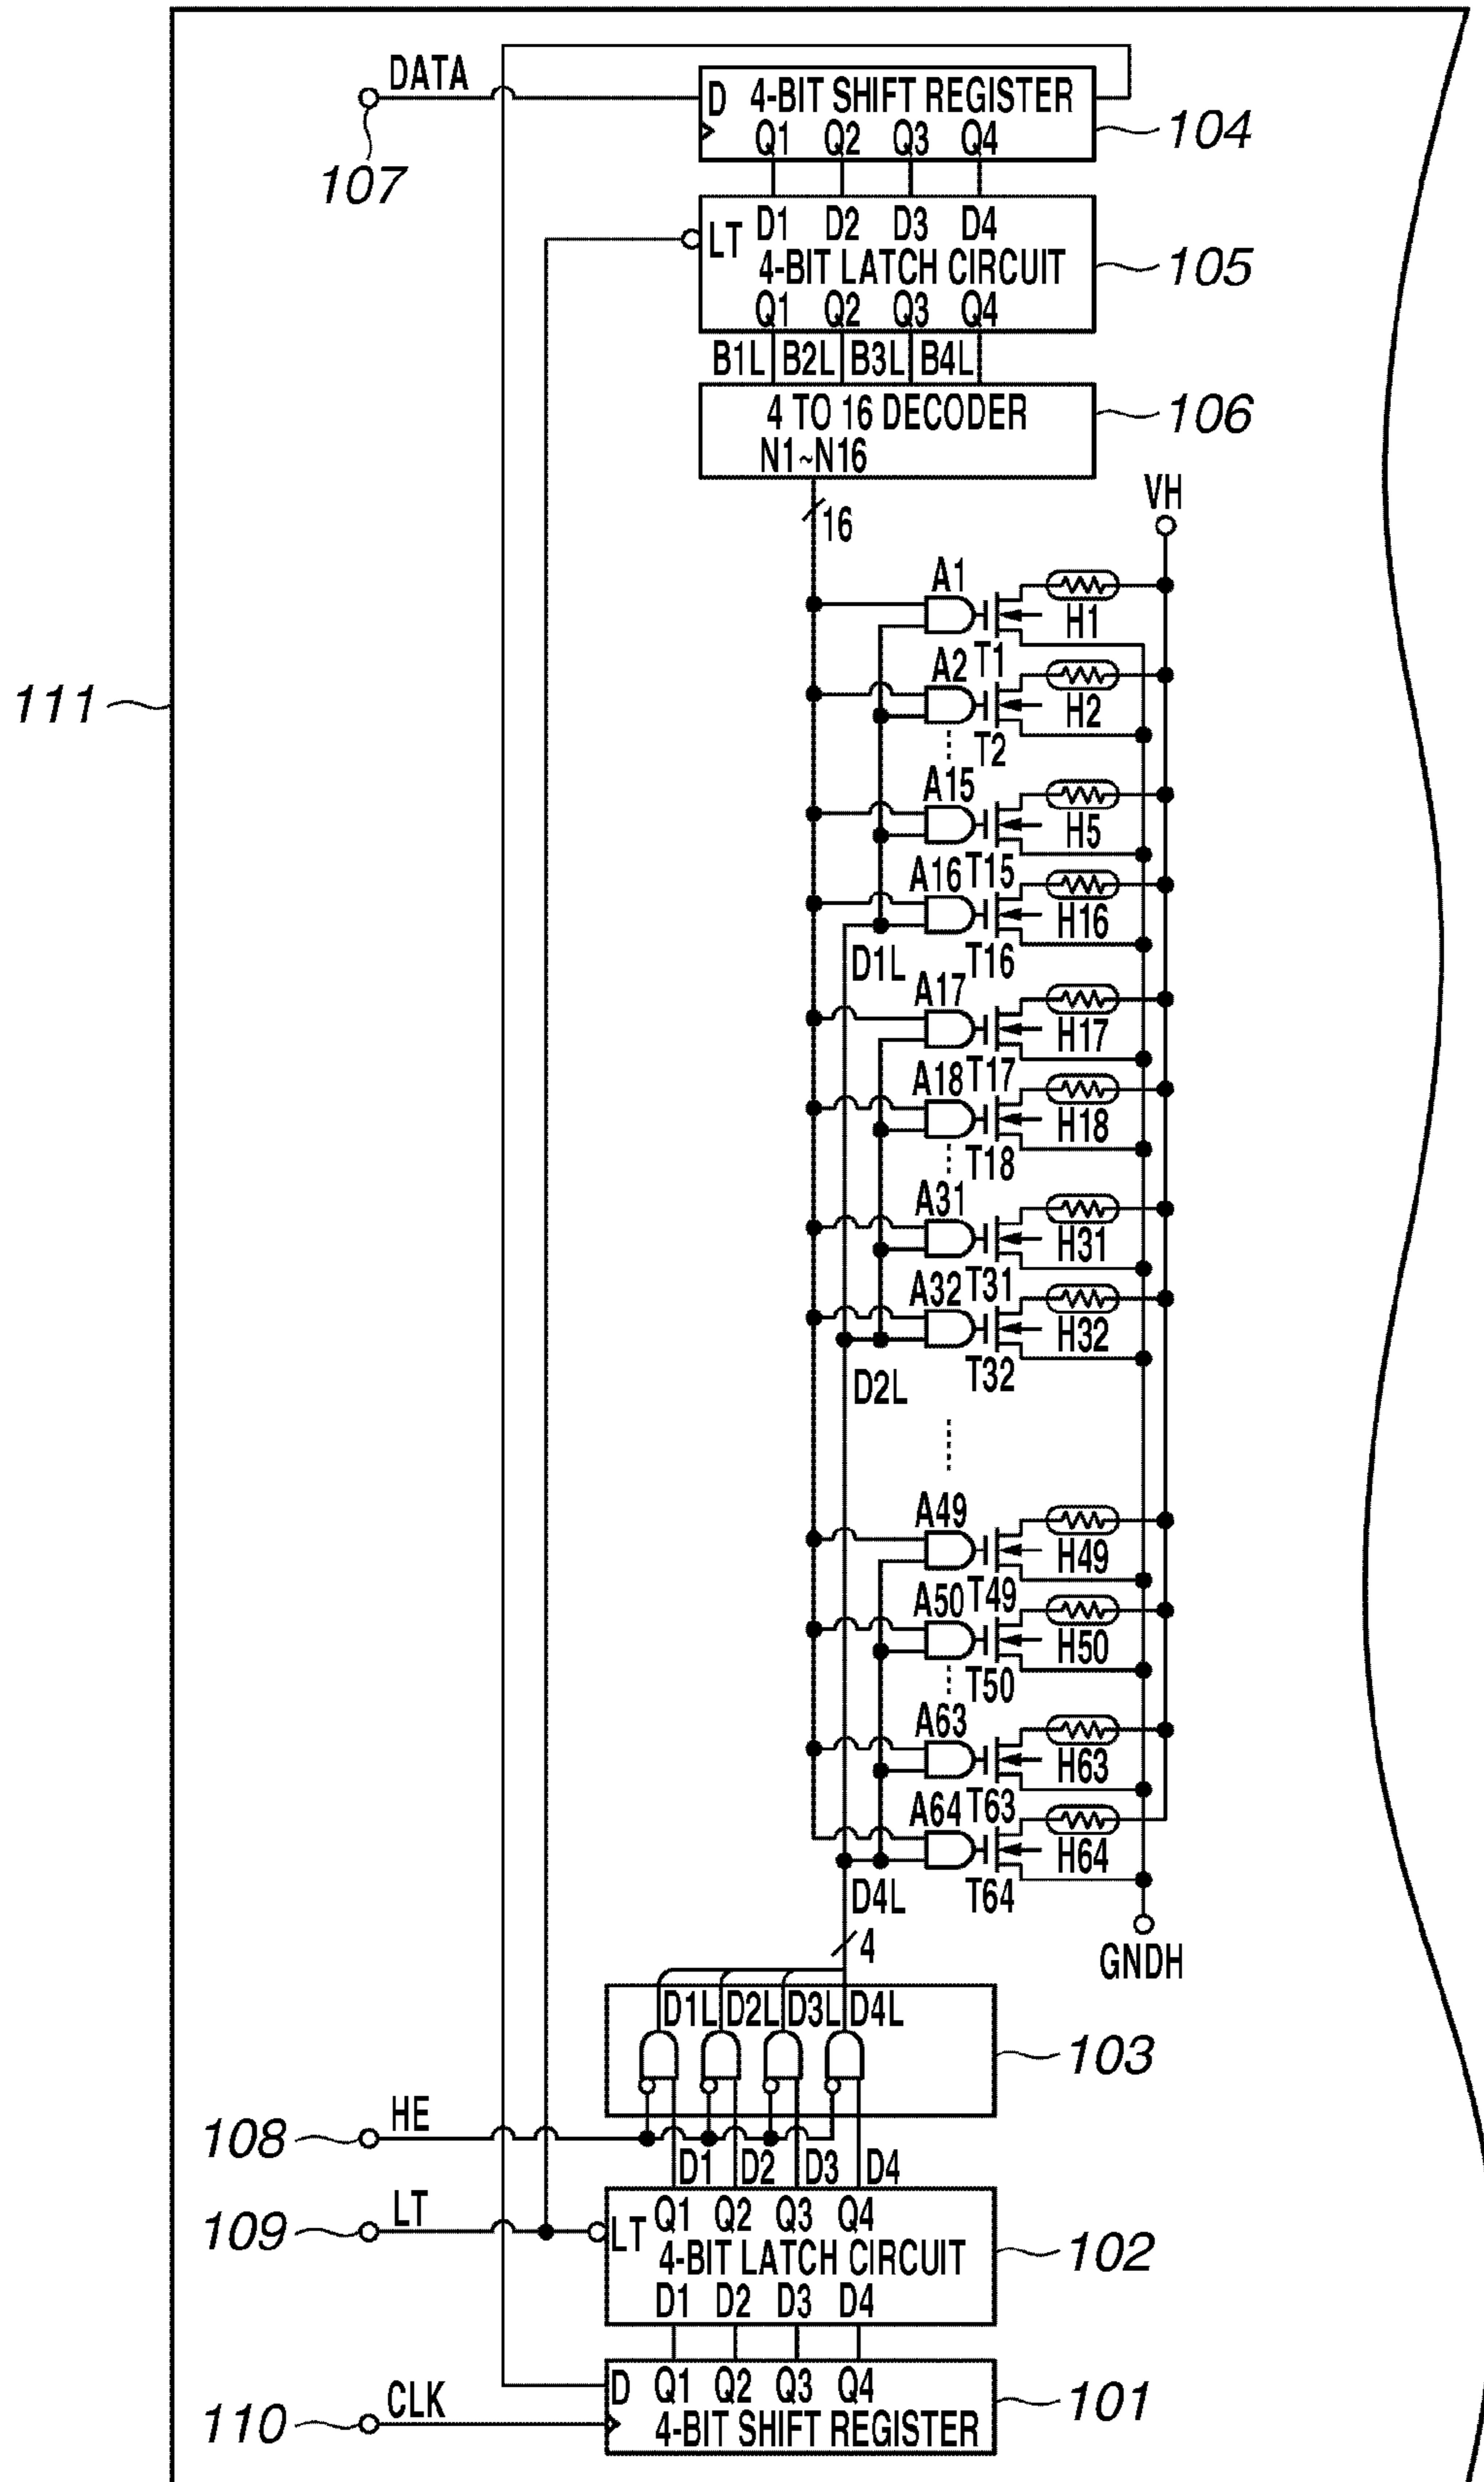 DATA
107
D 4-BIT SHIFT REGISTER
Q1 Q2 Q3 Q4
104
LT D1 D2 D3 D4
4-BIT LATCH CIRCUIT
Q1 Q2 Q3 Q4
105
B1L B2L B3L B4L
4 TO 16 DECODER
N1~N16
106
16
VH
111
A1
H1
T1
A2
H2
T2
A15
H5
T15
A16
H16
T16
D1L
A17
H17
T17
A18
H18
T18
A31
H31
T31
A32
H32
T32
D2L
A49
H49
T49
A50
H50
T50
A63
H63
T63
A64
H64
T64
D4L
4
GNDH
D1L D2L D3L D4L
103
108
HE
D1 D2 D3 D4
109
LT
LT Q1 Q2 Q3 Q4
4-BIT LATCH CIRCUIT
D1 D2 D3 D4
102
110
CLK
D Q1 Q2 Q3 Q4
4-BIT SHIFT REGISTER
101